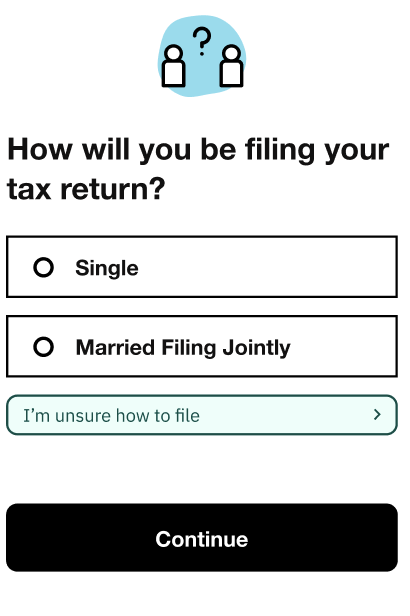 ?
How will you be filing your
tax return?
Single
Married Filing Jointly
I’m unsure how to file
Continue